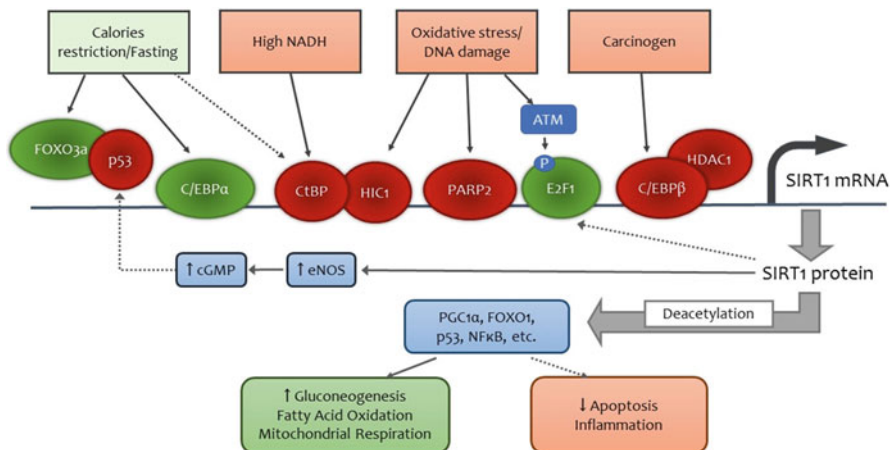 Calories
restriction/Fasting
High NADH
Oxidative stress/
DNA damage
Carcinogen
ATM
FOXO3a
p53
C/EBPα
CtBP
HIC1
PARP2
P
E2F1
C/EBPβ
HDAC1
SIRT1 mRNA
↑ cGMP
↑ eNOS
SIRT1 protein
PGC1α, FOXO1,
p53, NFκB, etc.
Deacetylation
↑ Gluconeogenesis
Fatty Acid Oxidation
Mitochondrial Respiration
↓ Apoptosis
Inflammation